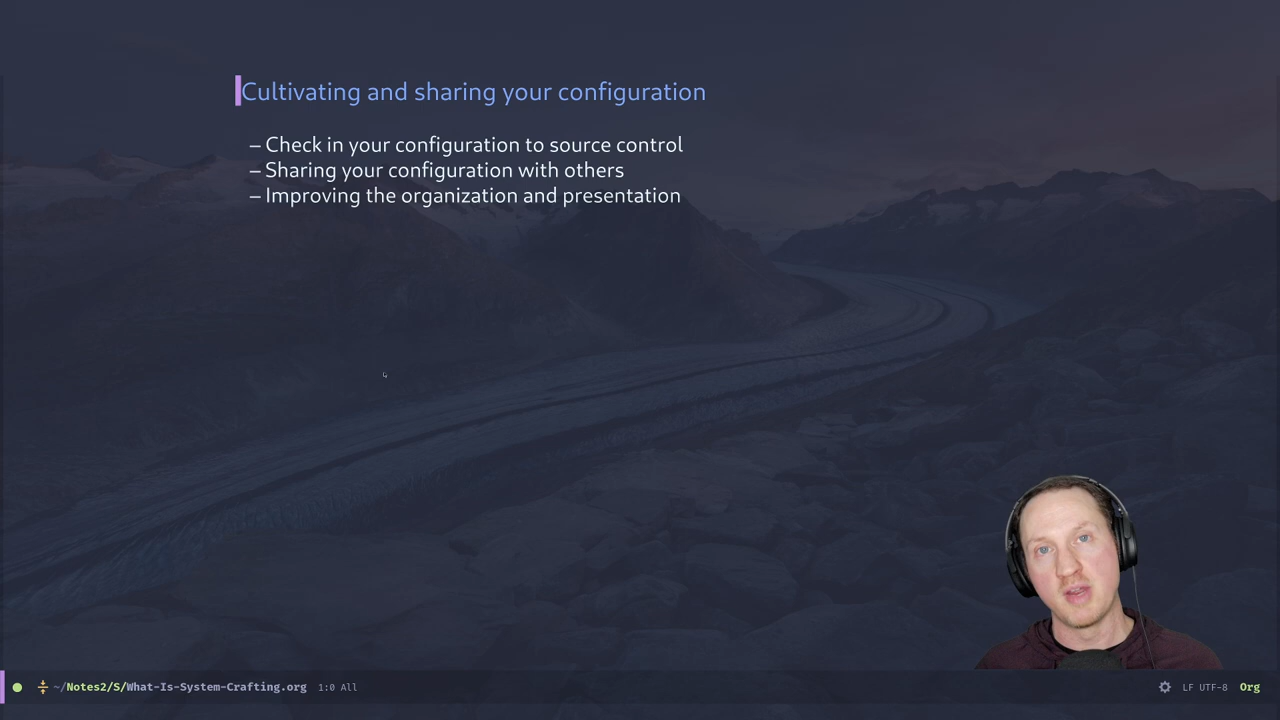 Cultivating and sharing your configuration
– Check in your configuration to source control
– Sharing your configuration with others
– Improving the organization and presentation
~/Notes2/S/What-Is-System-Crafting.org 1:0 All LF UTF-8 Org